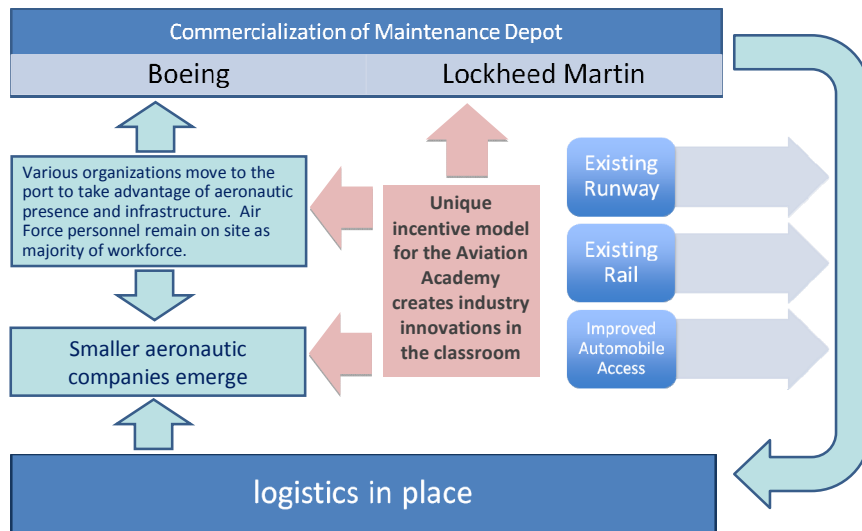 Commercialization of Maintenance Depot
Boeing
Lockheed Martin
Various organizations move to the
port to take advantage of aeronautic
presence and infrastructure.  Air
Force personnel remain on site as
majority of workforce.
Unique
incentive model
for the Aviation
Academy
creates industry
innovations in
the classroom
Existing
Runway
Existing
Rail
Improved
Automobile
Access
Smaller aeronautic
companies emerge
logistics in place